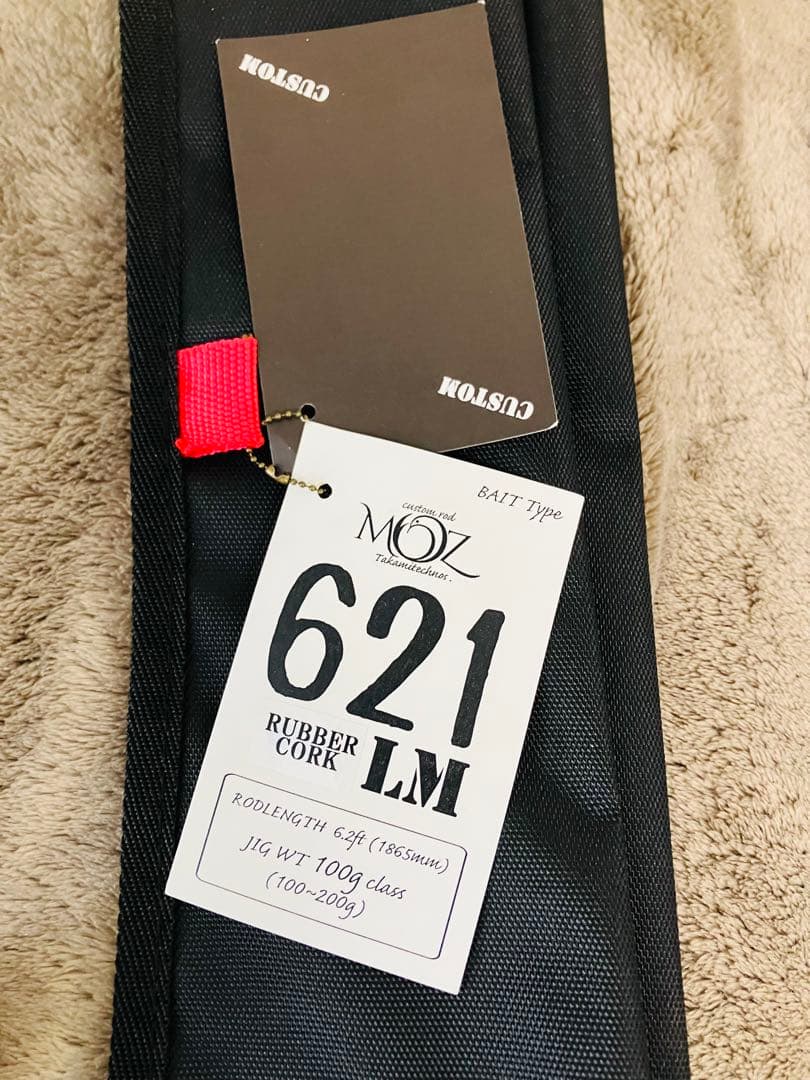 CUSTOM
CUSTOM
BAIT Type
custom rod
MOZ
Takamitechnos.
621
RUBBER
CORK
LM
RODLENGTH 6.2ft (1865mm)
JIG WT 100g class
(100~200g)